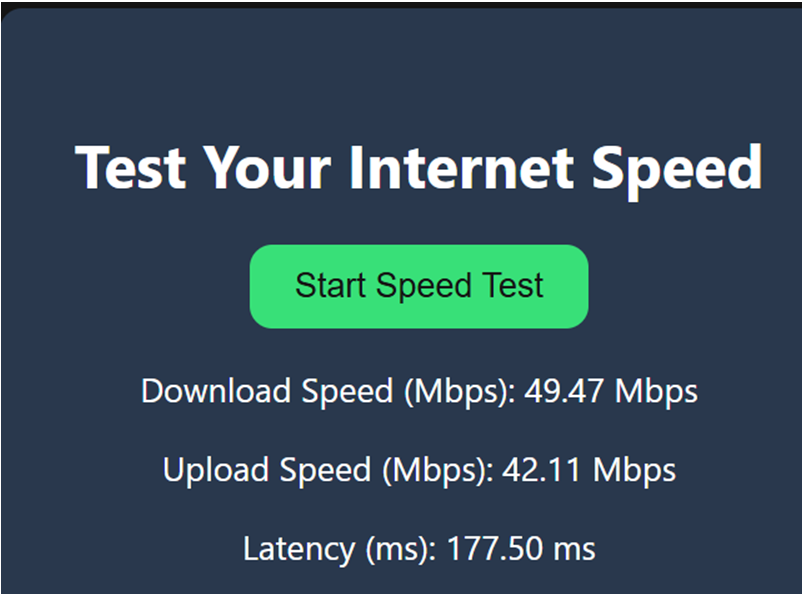 Test Your Internet Speed
Start Speed Test
Download Speed (Mbps): 49.47 Mbps
Upload Speed (Mbps): 42.11 Mbps
Latency (ms): 177.50 ms